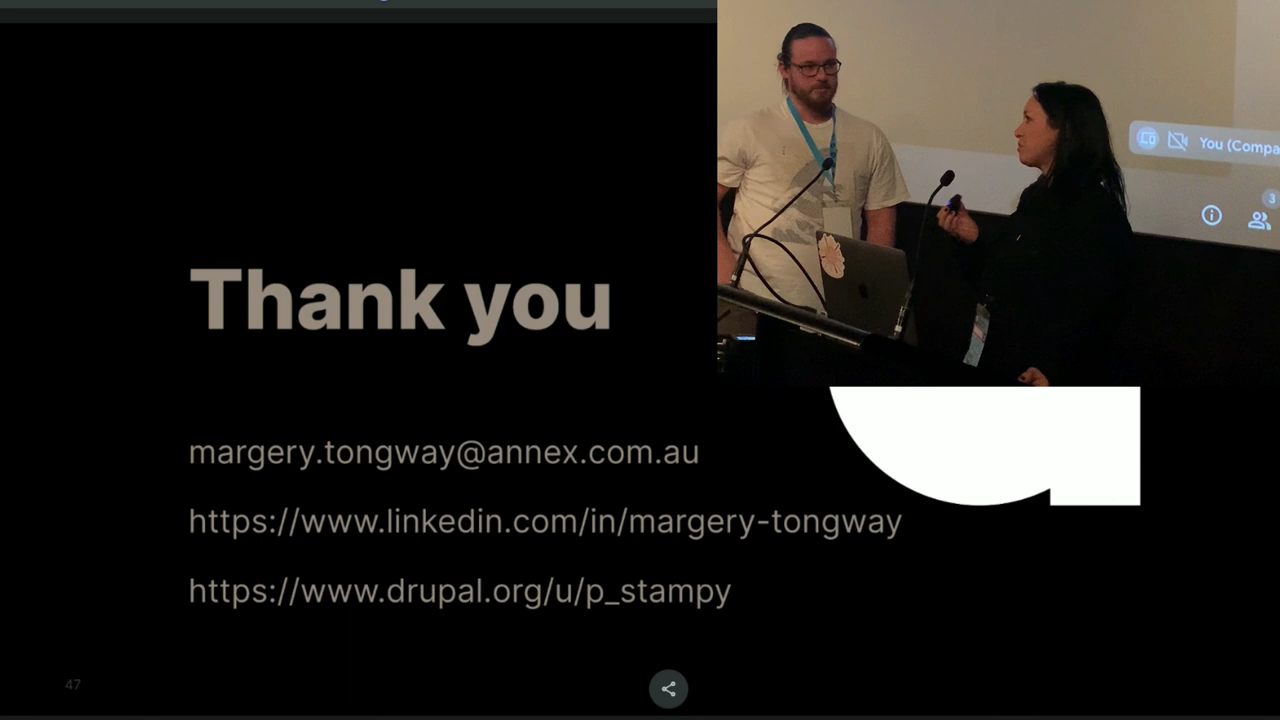 Thank you
margery.tongway@annex.com.au
https://www.linkedin.com/in/margery-tongway
https://www.drupal.org/u/p_stampy
47
You (Compa
3